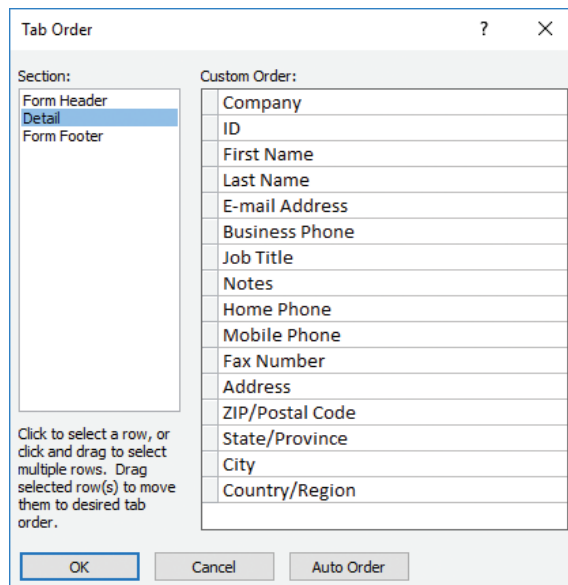 Tab Order
Section:
Form Header
Detail
Form Footer
Click to select a row, or
click and drag to select
multiple rows. Drag
selected row(s) to move
them to desired tab
order.
Custom Order:
Company
ID
First Name
Last Name
E-mail Address
Business Phone
Job Title
Notes
Home Phone
Mobile Phone
Fax Number
Address
ZIP/Postal Code
State/Province
City
Country/Region
OK
Cancel
Auto Order